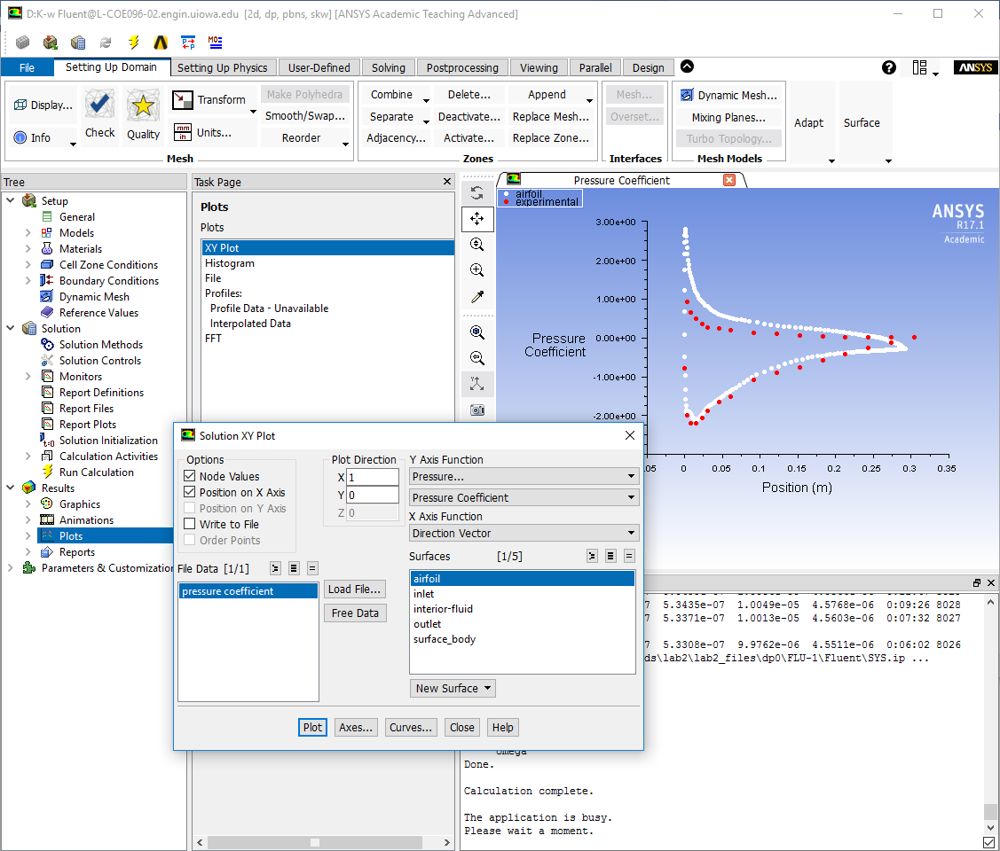 D:K-w Fluent@L-COE096-02.engin.uiowa.edu [2d, dp, pbns, skw] [ANSYS Academic Teaching Advanced]
File Setting Up Domain Setting Up Physics User-Defined Solving Postprocessing Viewing Parallel Design ANSYS
Display...
Info
Check
Quality
Transform
Units...
Make Polyhedra
Smooth/Swap...
Reorder
Mesh
Combine Delete... Append
Separate Deactivate... Replace Mesh...
Adjacency... Activate... Replace Zone...
Zones
Mesh...
Overset...
Interfaces
Dynamic Mesh...
Mixing Planes...
Turbo Topology...
Mesh Models
Adapt
Surface
Tree
Setup
General
Models
Materials
Cell Zone Conditions
Boundary Conditions
Dynamic Mesh
Reference Values
Solution
Solution Methods
Solution Controls
Monitors
Report Definitions
Report Files
Report Plots
Solution Initialization
Calculation Activities
Run Calculation
Results
Graphics
Animations
Plots
Reports
Parameters & Customization
Task Page
Plots
Plots
XY Plot
Histogram
File
Profiles:
Profile Data - Unavailable
Interpolated Data
FFT
Pressure Coefficient
airfoil
experimental
ANSYS
R17.1
Academic
3.00e+00
2.00e+00
1.00e+00
0.00e+00
-1.00e+00
-2.00e+00
Pressure
Coefficient
05 0 0.05 0.1 0.15 0.2 0.25 0.3 0.35
Position (m)
Solution XY Plot
Options
Node Values
Position on X Axis
Position on Y Axis
Write to File
Order Points
Plot Direction
X 1
Y 0
Z 0
Y Axis Function
Pressure...
Pressure Coefficient
X Axis Function
Direction Vector
File Data [1/1]
pressure coefficient
Load File...
Free Data
Surfaces [1/5]
airfoil
inlet
interior-fluid
outlet
surface_body
New Surface
Plot Axes... Curves... Close Help
7 5.3435e-07 1.0049e-05 4.5768e-06 0:09:26 8028
7 5.3371e-07 1.0013e-05 4.5603e-06 0:07:32 8027
7 5.3308e-07 9.9762e-06 4.5511e-06 0:06:02 8026
ds\lab2\lab2_files\dp0\FLU-1\Fluent\SYS.ip ...
omega
Done.
Calculation complete.
The application is busy.
Please wait a moment.